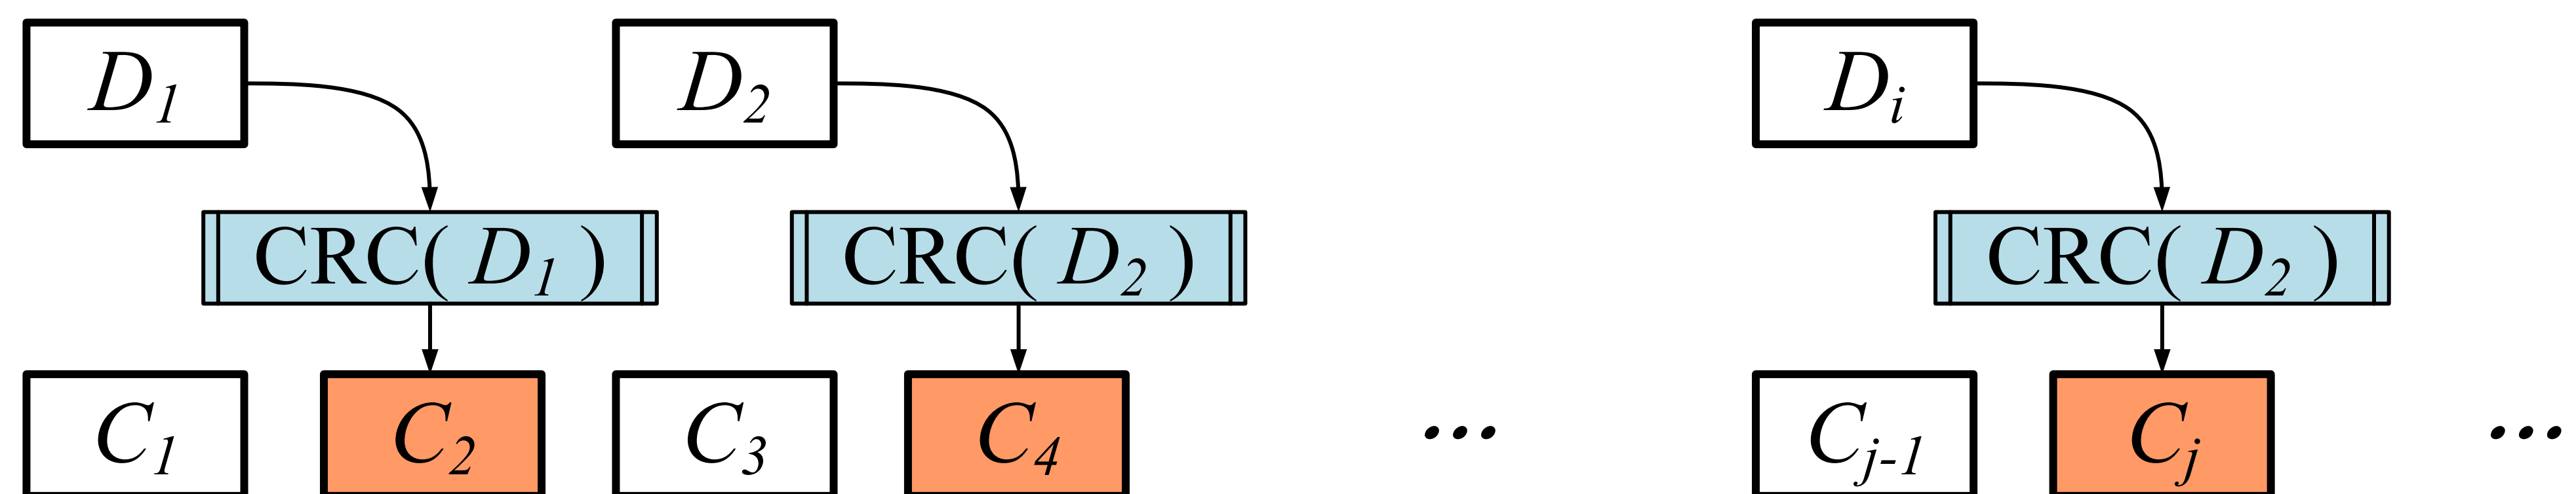 D1 D2 Di
CRC( D1 ) CRC( D2 ) CRC( D2 )
C1 C2 C3 C4 ... Cj-1 Cj ...